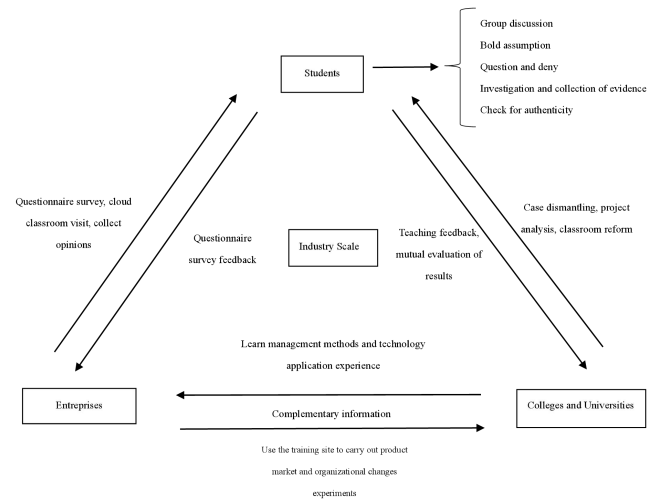 Group discussion
Bold assumption
Students
Question and deny
Investigation and collection of evidence
Check for authenticity
Questionnaire survey, cloud
classroom visit, collect
opinions
Questionnaire
survey feedback
Industry Scale
Teaching feedback,
mutual evaluation of
results
Case dismantling, project
analysis, classroom reform
Learn management methods and technology
application experience
Entreprises
Colleges and Universities
Complementary information
Use the training site to carry out product
market and organizational changes
experiments